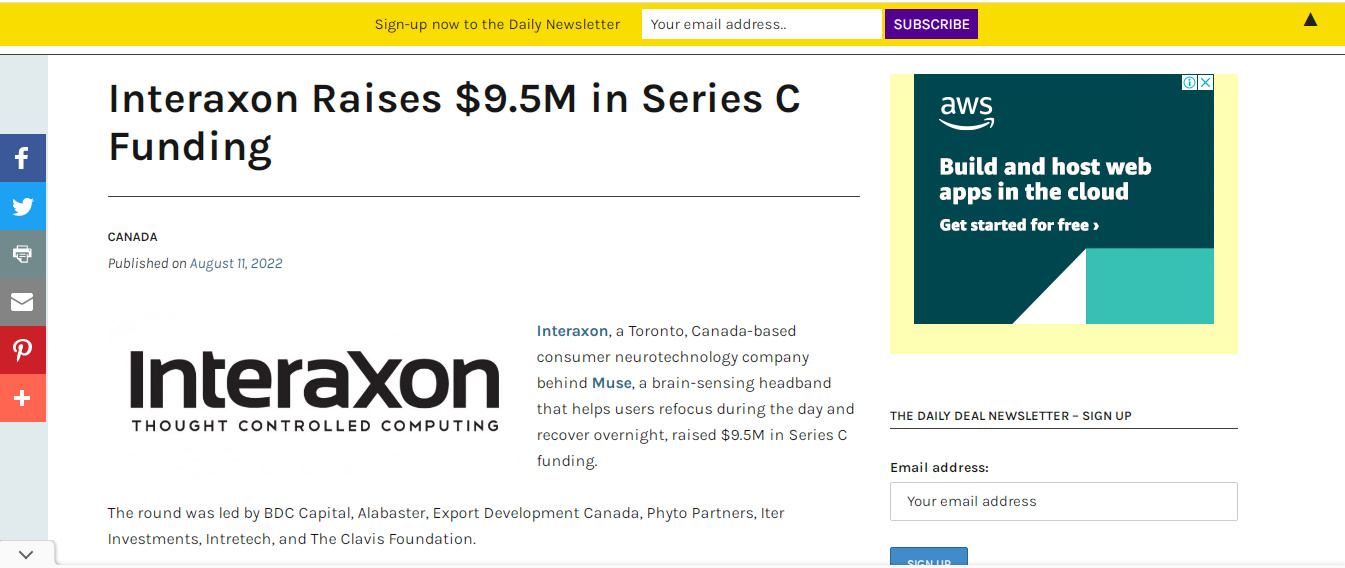 Sign-up now to the Daily Newsletter
Your email address..
SUBSCRIBE
▲
Interaxon Raises $9.5M in Series C
Funding
CANADA
Published on August 11, 2022
Interaxon
THOUGHT CONTROLLED COMPUTING
Interaxon, a Toronto, Canada-based
consumer neurotechnology company
behind Muse, a brain-sensing headband
that helps users refocus during the day and
recover overnight, raised $9.5M in Series C
funding.
The round was led by BDC Capital, Alabaster, Export Development Canada, Phyto Partners, Iter
Investments, Intretech, and The Clavis Foundation.
aws
Build and host web
apps in the cloud
Get started for free ›
THE DAILY DEAL NEWSLETTER – SIGN UP
Email address:
Your email address
SIGN UP